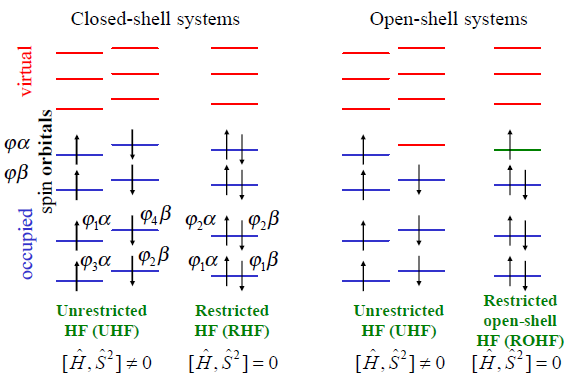 Closed-shell systems
Open-shell systems
virtual
spin orbitals
occupied
φα
φβ
φ₁α
φ₄β
φ₂α
φ₂β
φ₃α
φ₂β
φ₁α
φ₁β
Unrestricted
HF (UHF)
Restricted
HF (RHF)
Unrestricted
HF (UHF)
Restricted
open-shell
HF (ROHF)
[Ĥ, Ŝ²] ≠ 0
[Ĥ, Ŝ²] = 0
[Ĥ, Ŝ²] ≠ 0
[Ĥ, Ŝ²] = 0